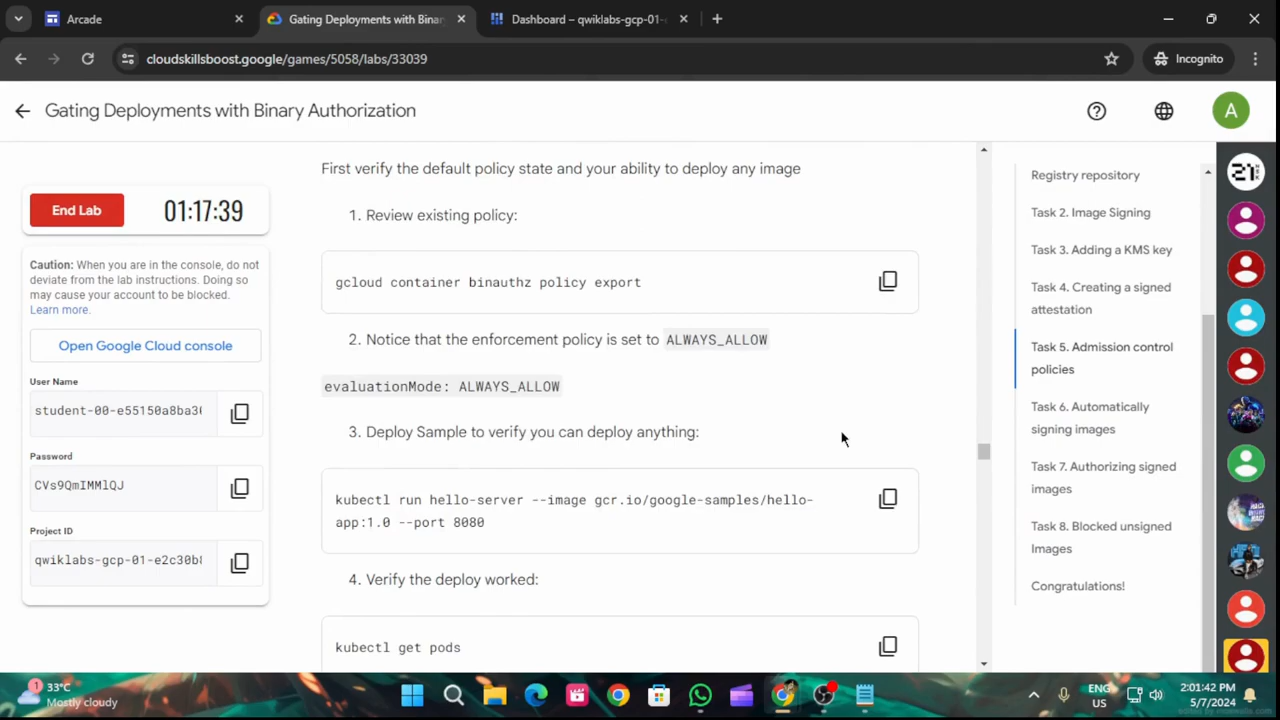 Arcade
Gating Deployments with Binar
Dashboard – qwiklabs-gcp-01-
cloudskillsboost.google/games/5058/labs/33039
Incognito
Gating Deployments with Binary Authorization
A
End Lab
01:17:39
Caution: When you are in the console, do not
deviate from the lab instructions. Doing so
may cause your account to be blocked.
Learn more.
Open Google Cloud console
User Name
student-00-e55150a8ba3
Password
CVs9QmIMMlQJ
Project ID
qwiklabs-gcp-01-e2c30b
First verify the default policy state and your ability to deploy any image
1. Review existing policy:
gcloud container binauthz policy export
2. Notice that the enforcement policy is set to ALWAYS_ALLOW
evaluationMode: ALWAYS_ALLOW
3. Deploy Sample to verify you can deploy anything:
kubectl run hello-server --image gcr.io/google-samples/hello-
app:1.0 --port 8080
4. Verify the deploy worked:
kubectl get pods
Registry repository
Task 2. Image Signing
Task 3. Adding a KMS key
Task 4. Creating a signed
attestation
Task 5. Admission control
policies
Task 6. Automatically
signing images
Task 7. Authorizing signed
images
Task 8. Blocked unsigned
Images
Congratulations!
1
33°C
Mostly cloudy
ENG
US
2:01:42 PM
5/7/2024